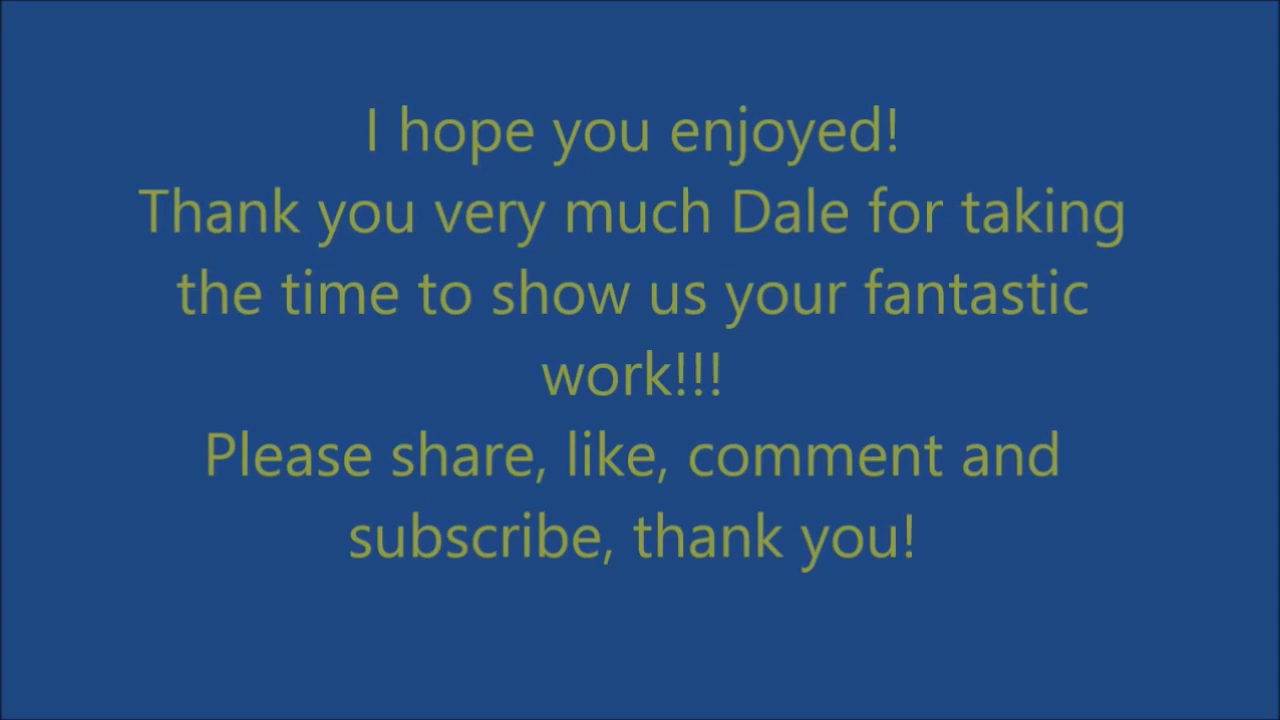 I hope you enjoyed!
Thank you very much Dale for taking
the time to show us your fantastic
work!!!
Please share, like, comment and
subscribe, thank you!